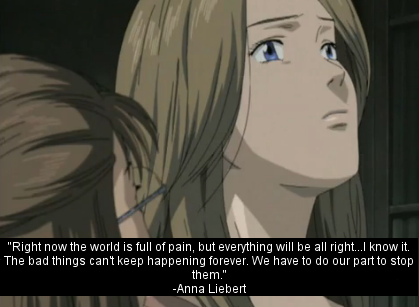 "Right now the world is full of pain, but everything will be all right...I know it.
The bad things can't keep happening forever. We have to do our part to stop
them."
-Anna Liebert